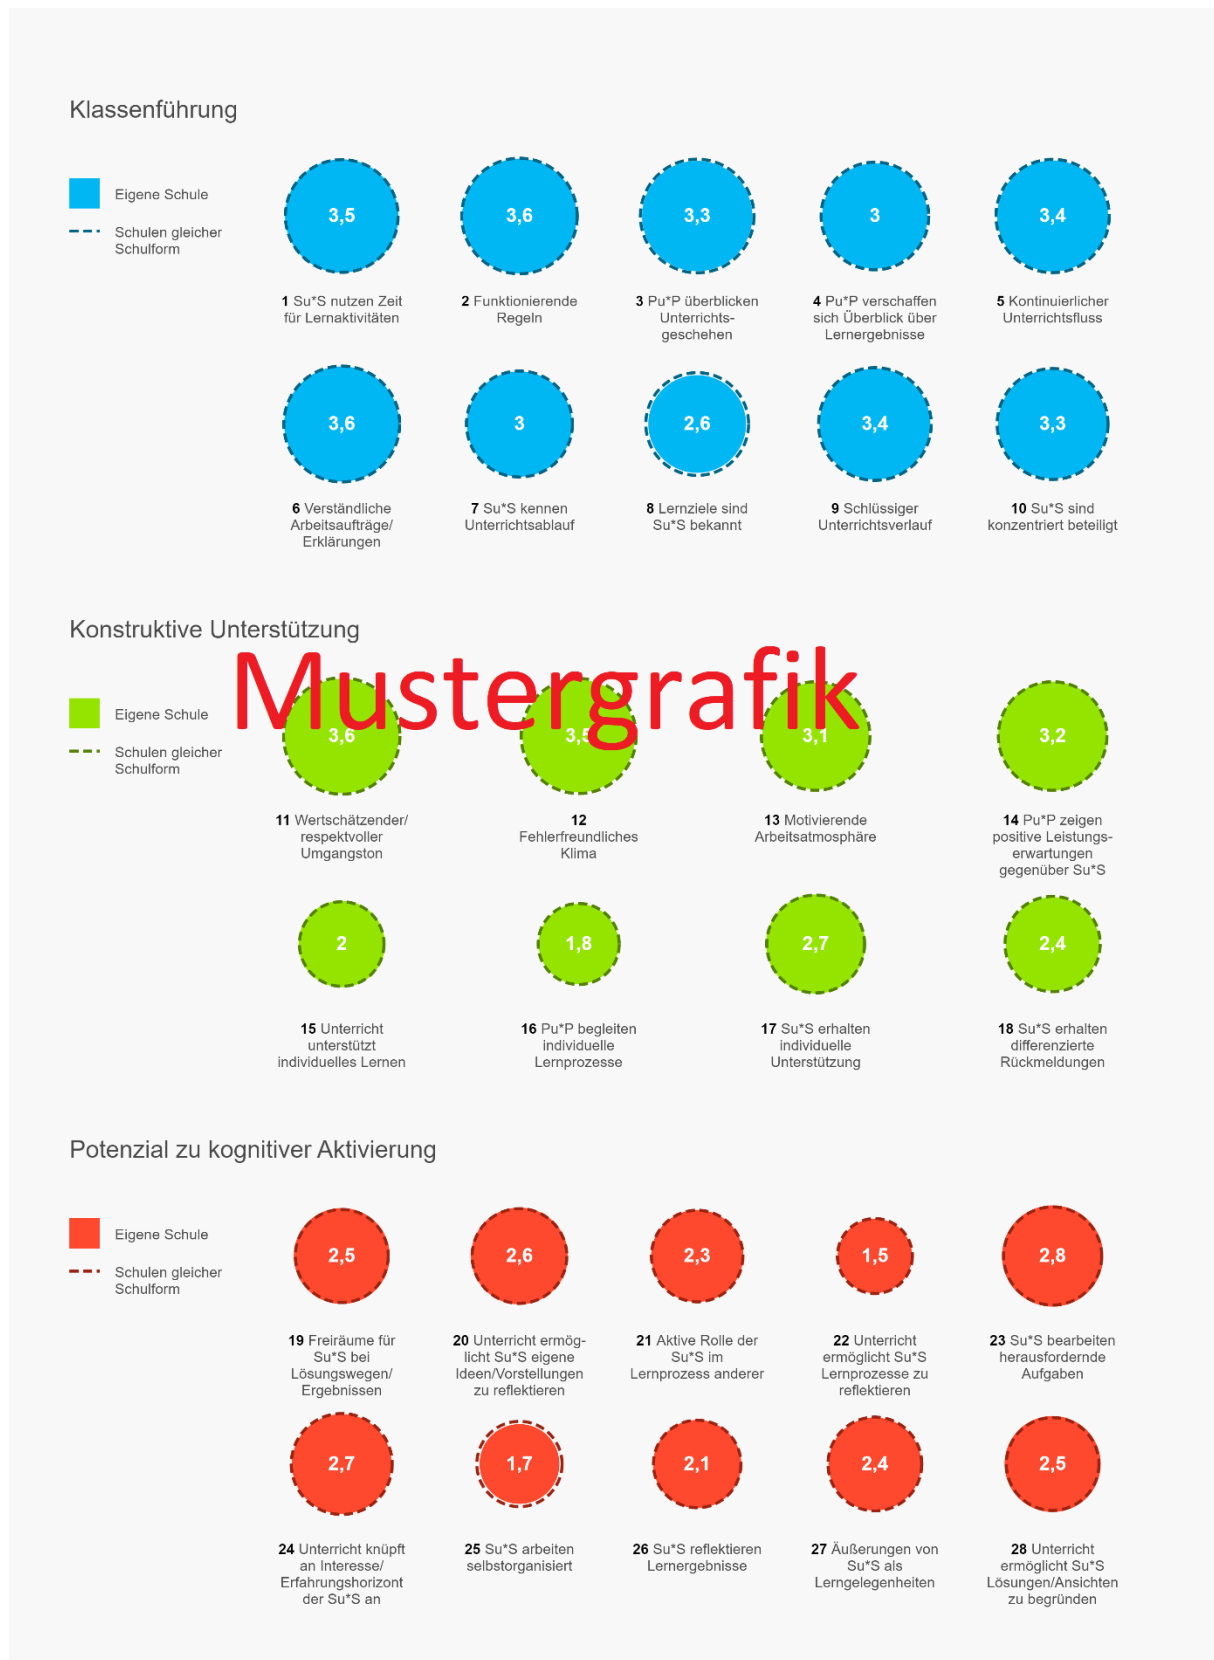 Klassenführung
Eigene Schule
Schulen gleicher
Schulform
3,5
3,6
3,3
3
3,4
1 Su*S nutzen Zeit
für Lernaktivitäten
2 Funktionierende
Regeln
3 Pu*P überblicken
Unterrichts-
geschehen
4 Pu*P verschaffen
sich Überblick über
Lernergebnisse
5 Kontinuierlicher
Unterrichtsfluss
3,6
3
2,6
3,4
3,3
6 Verständliche
Arbeitsaufträge/
Erklärungen
7 Su*S kennen
Unterrichtsablauf
8 Lernziele sind
Su*S bekannt
9 Schlüssiger
Unterrichtsverlauf
10 Su*S sind
konzentriert beteiligt
Konstruktive Unterstützung
Mustergrafik
Eigene Schule
Schulen gleicher
Schulform
3,6
3,5
3,1
3,2
11 Wertschätzender/
respektvoller
Umgangston
12
Fehlerfreundliches
Klima
13 Motivierende
Arbeitsatmosphäre
14 Pu*P zeigen
positive Leistungs-
erwartungen
gegenüber Su*S
2
1,8
2,7
2,4
15 Unterricht
unterstützt
individuelles Lernen
16 Pu*P begleiten
individuelle
Lernprozesse
17 Su*S erhalten
individuelle
Unterstützung
18 Su*S erhalten
differenzierte
Rückmeldungen
Potenzial zu kognitiver Aktivierung
Eigene Schule
Schulen gleicher
Schulform
2,5
2,6
2,3
1,5
2,8
19 Freiräume für
Su*S bei
Lösungswegen/
Ergebnissen
20 Unterricht ermög-
licht Su*S eigene
Ideen/Vorstellungen
zu reflektieren
21 Aktive Rolle der
Su*S im
Lernprozess anderer
22 Unterricht
ermöglicht Su*S
Lernprozesse zu
reflektieren
23 Su*S bearbeiten
herausfordernde
Aufgaben
2,7
1,7
2,1
2,4
2,5
24 Unterricht knüpft
an Interesse/
Erfahrungshorizont
der Su*S an
25 Su*S arbeiten
selbstorganisiert
26 Su*S reflektieren
Lernergebnisse
27 Äußerungen von
Su*S als
Lerngelegenheiten
28 Unterricht
ermöglicht Su*S
Lösungen/Ansichten
zu begründen